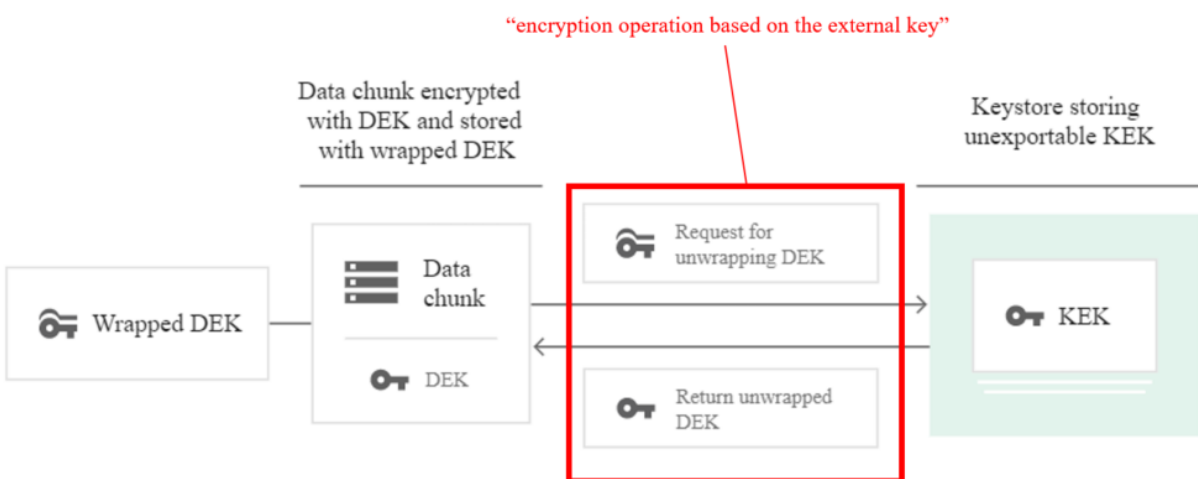 “encryption operation based on the external key”
Data chunk encrypted
with DEK and stored
with wrapped DEK
Keystore storing
unexportable KEK
Request for
unwrapping DEK
Data
chunk
Wrapped DEK
KEK
DEK
Return unwrapped
DEK